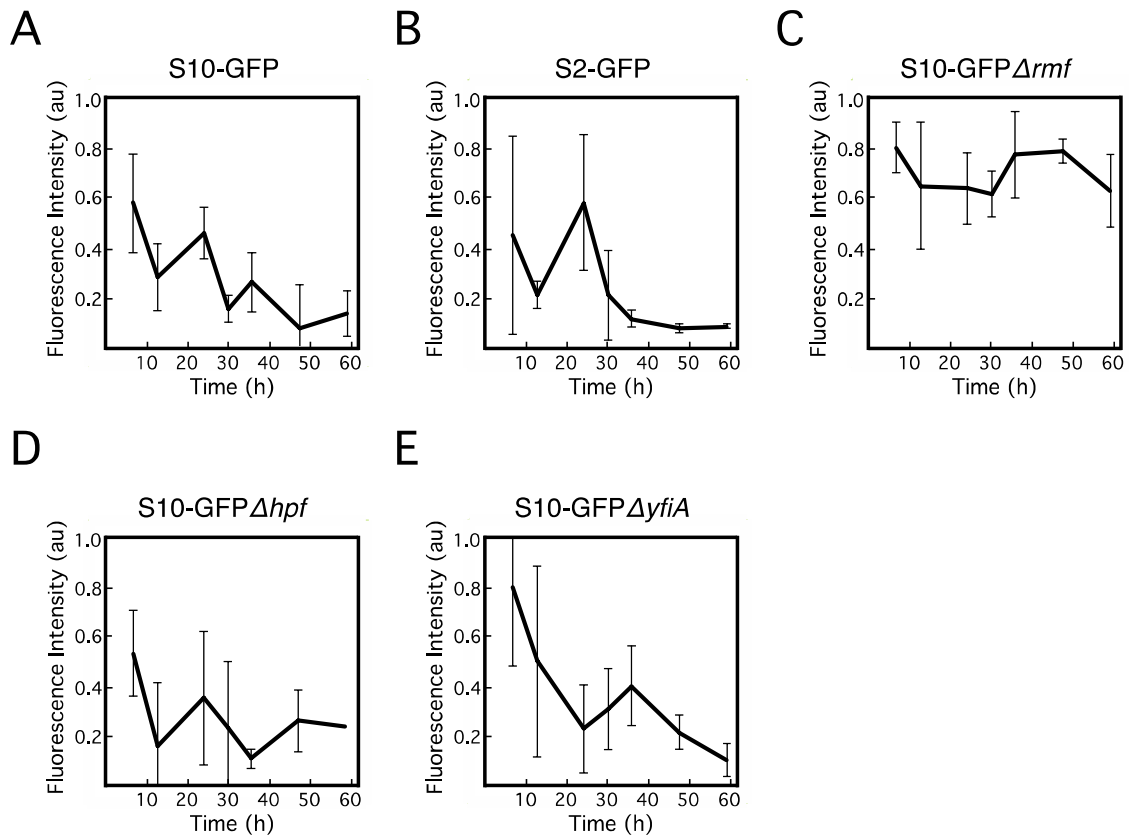 A
S10-GFP
Fluorescence Intensity (au)
1.0
0.8
0.6
0.4
0.2
10 20 30 40 50 60
Time (h)
B
S2-GFP
Fluorescence Intensity (au)
1.0
0.8
0.6
0.4
0.2
10 20 30 40 50 60
Time (h)
C
S10-GFPΔrmf
Fluorescence Intensity (au)
1.0
0.8
0.6
0.4
0.2
10 20 30 40 50 60
Time (h)
D
S10-GFPΔhpf
Fluorescence Intensity (au)
1.0
0.8
0.6
0.4
0.2
10 20 30 40 50 60
Time (h)
E
S10-GFPΔyfiA
Fluorescence Intensity (au)
1.0
0.8
0.6
0.4
0.2
10 20 30 40 50 60
Time (h)